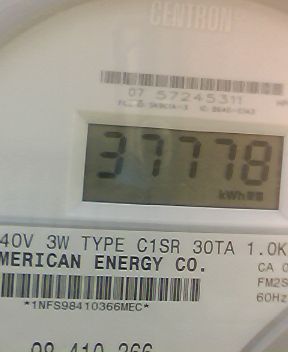 CENTRON
07 57245311
37778
kWh
40V 3W TYPE C1SR 30TA 1.0K
MERICAN ENERGY CO.
CA 0
FM2S
60Hz
*1NFS98410366MEC*
98 410 366